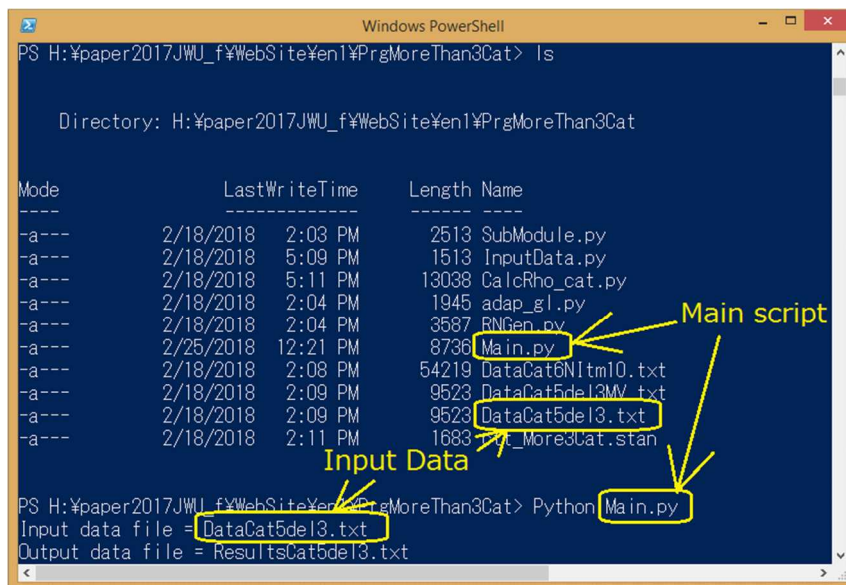 Windows PowerShell
PS H:¥paper2017JWU_f¥WebSite¥en1¥PrgMoreThan3Cat> ls
Directory: H:¥paper2017JWU_f¥WebSite¥en1¥PrgMoreThan3Cat
Mode LastWriteTime Length Name
---- ------------- ------ ----
-a--- 2/18/2018 2:03 PM 2513 SubModule.py
-a--- 2/18/2018 5:09 PM 1513 InputData.py
-a--- 2/18/2018 5:11 PM 13038 CalcRho_cat.py
-a--- 2/18/2018 2:04 PM 1945 adap_gl.py
-a--- 2/18/2018 2:04 PM 3587 RNGen.py
Main script
-a--- 2/25/2018 12:21 PM 8736 Main.py
-a--- 2/18/2018 2:08 PM 54219 DataCat6NItm10.txt
-a--- 2/18/2018 2:09 PM 9523 DataCat5del3MV.txt
-a--- 2/18/2018 2:09 PM 9523 DataCat5del3.txt
-a--- 2/18/2018 2:11 PM 1683 _More3Cat.stan
Input Data
PS H:¥paper2017JWU_f¥WebSite¥en1¥PrgMoreThan3Cat> Python Main.py
Input data file = DataCat5del3.txt
Output data file = ResultsCat5del3.txt